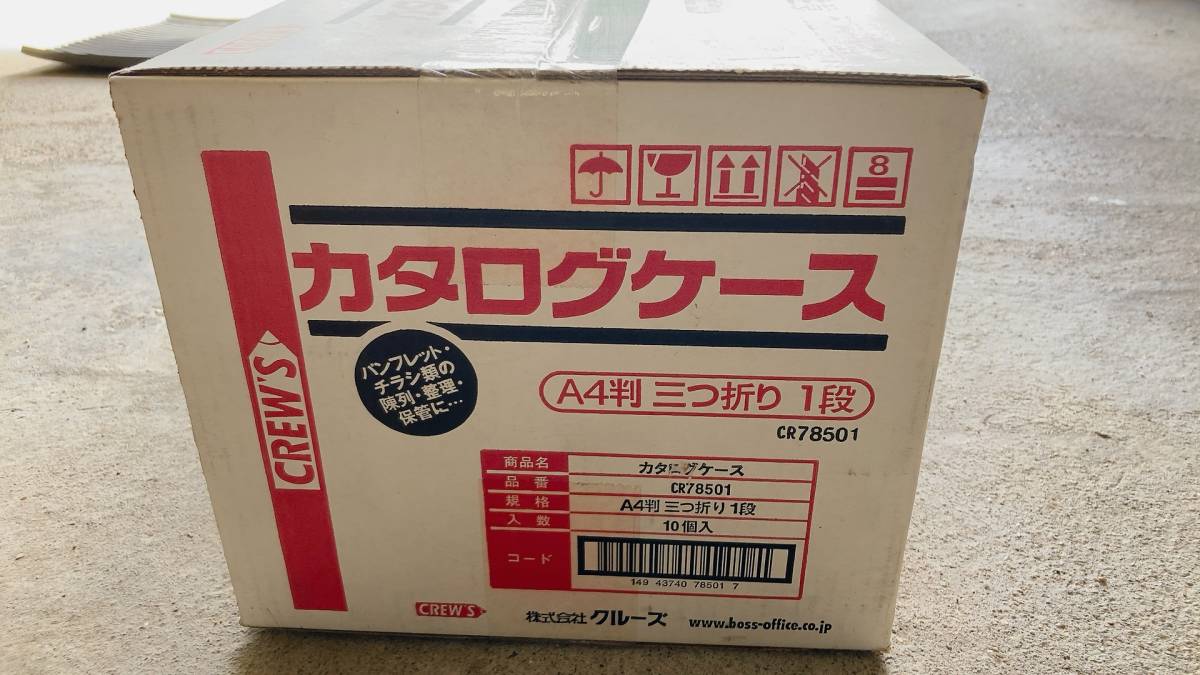 8
カタログケース
CREW'S
パンフレット・
チラシ類の
陳列・整理・
保管に…
A4判 三つ折り 1段
CR78501
商品名 カタログケース
品番 CR78501
規格 A4判 三つ折り 1段
入数 10個入
コード
149 43740 78501 7
CREW'S 株式会社クルーズ www.boss-office.co.jp